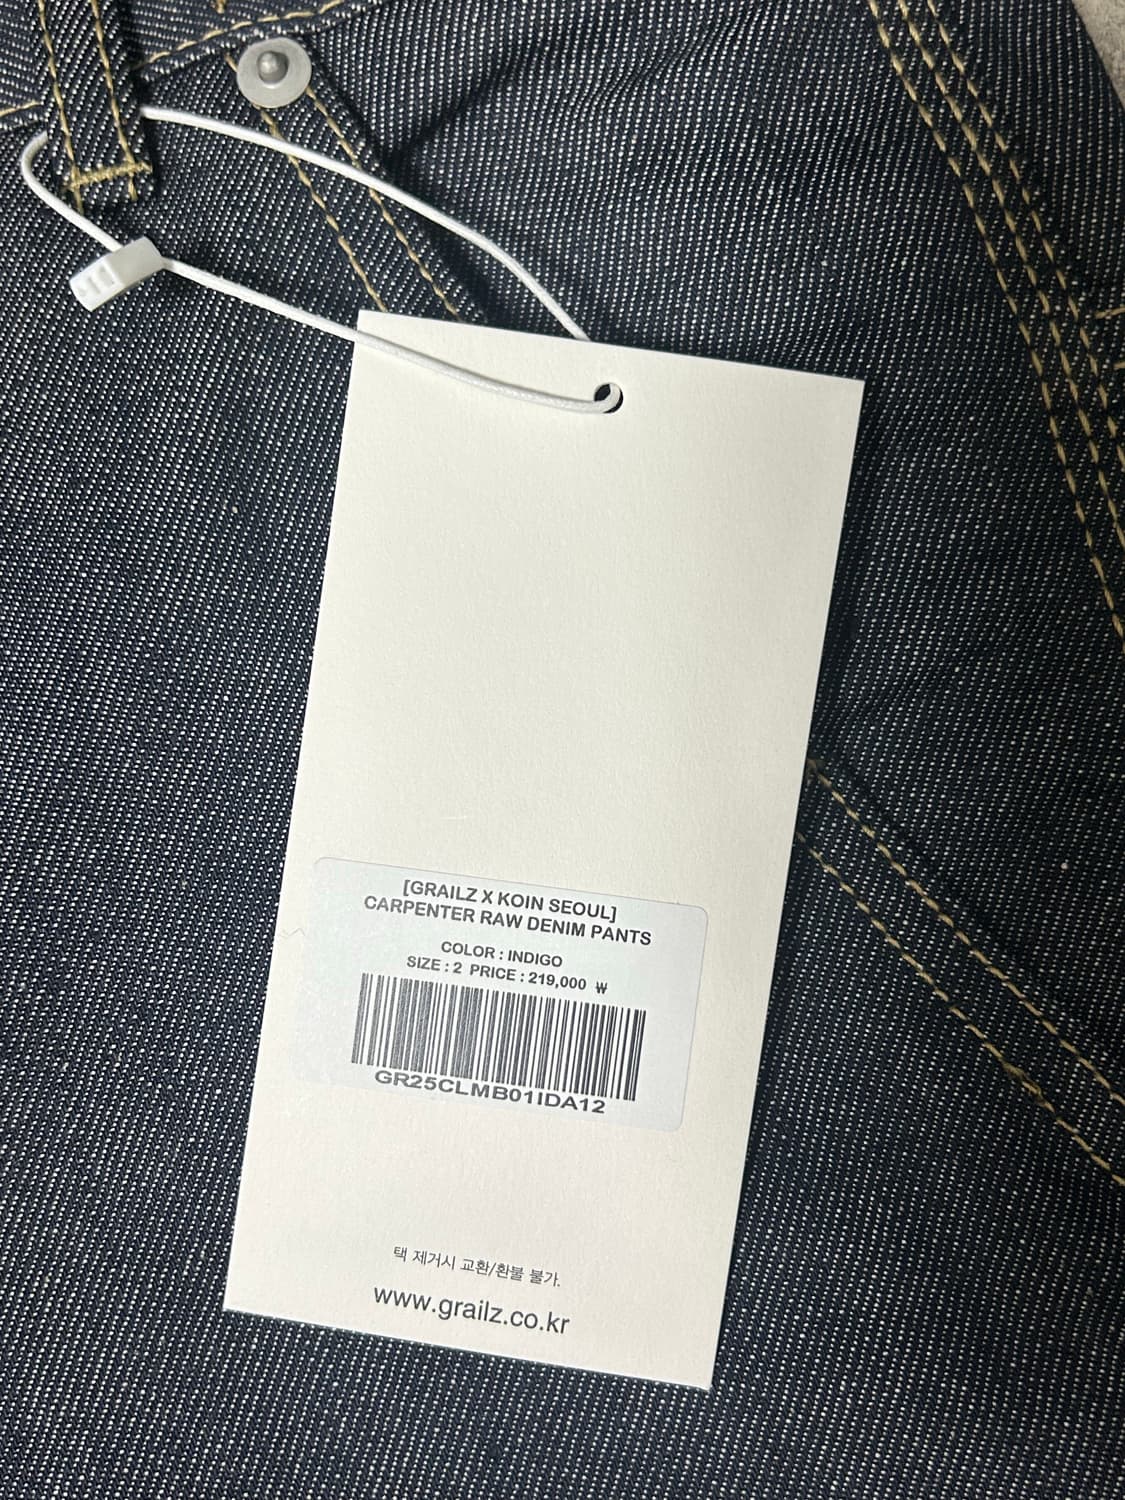 [GRAILZ X KOIN SEOUL]
CARPENTER RAW DENIM PANTS
COLOR : INDIGO
SIZE : 2 PRICE : 219,000 ₩
GR25CLMB01IDA12
택 제거시 교환/환불 불가.
www.grailz.co.kr